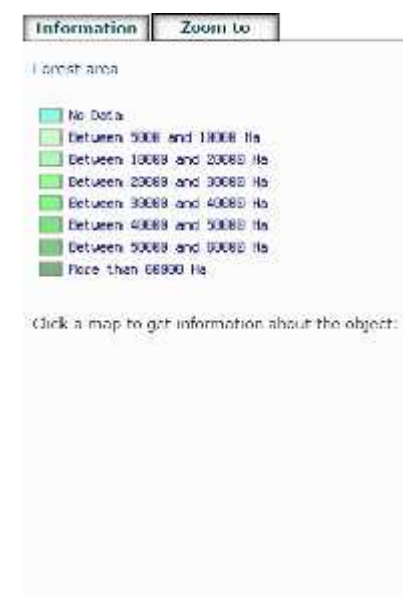 Information Zoom to
Forest area
No Data
Between 5000 and 10000 Ha
Between 10000 and 20000 Ha
Between 20000 and 30000 Ha
Between 30000 and 40000 Ha
Between 40000 and 50000 Ha
Between 50000 and 60000 Ha
More than 60000 Ha
Click a map to get information about the object: